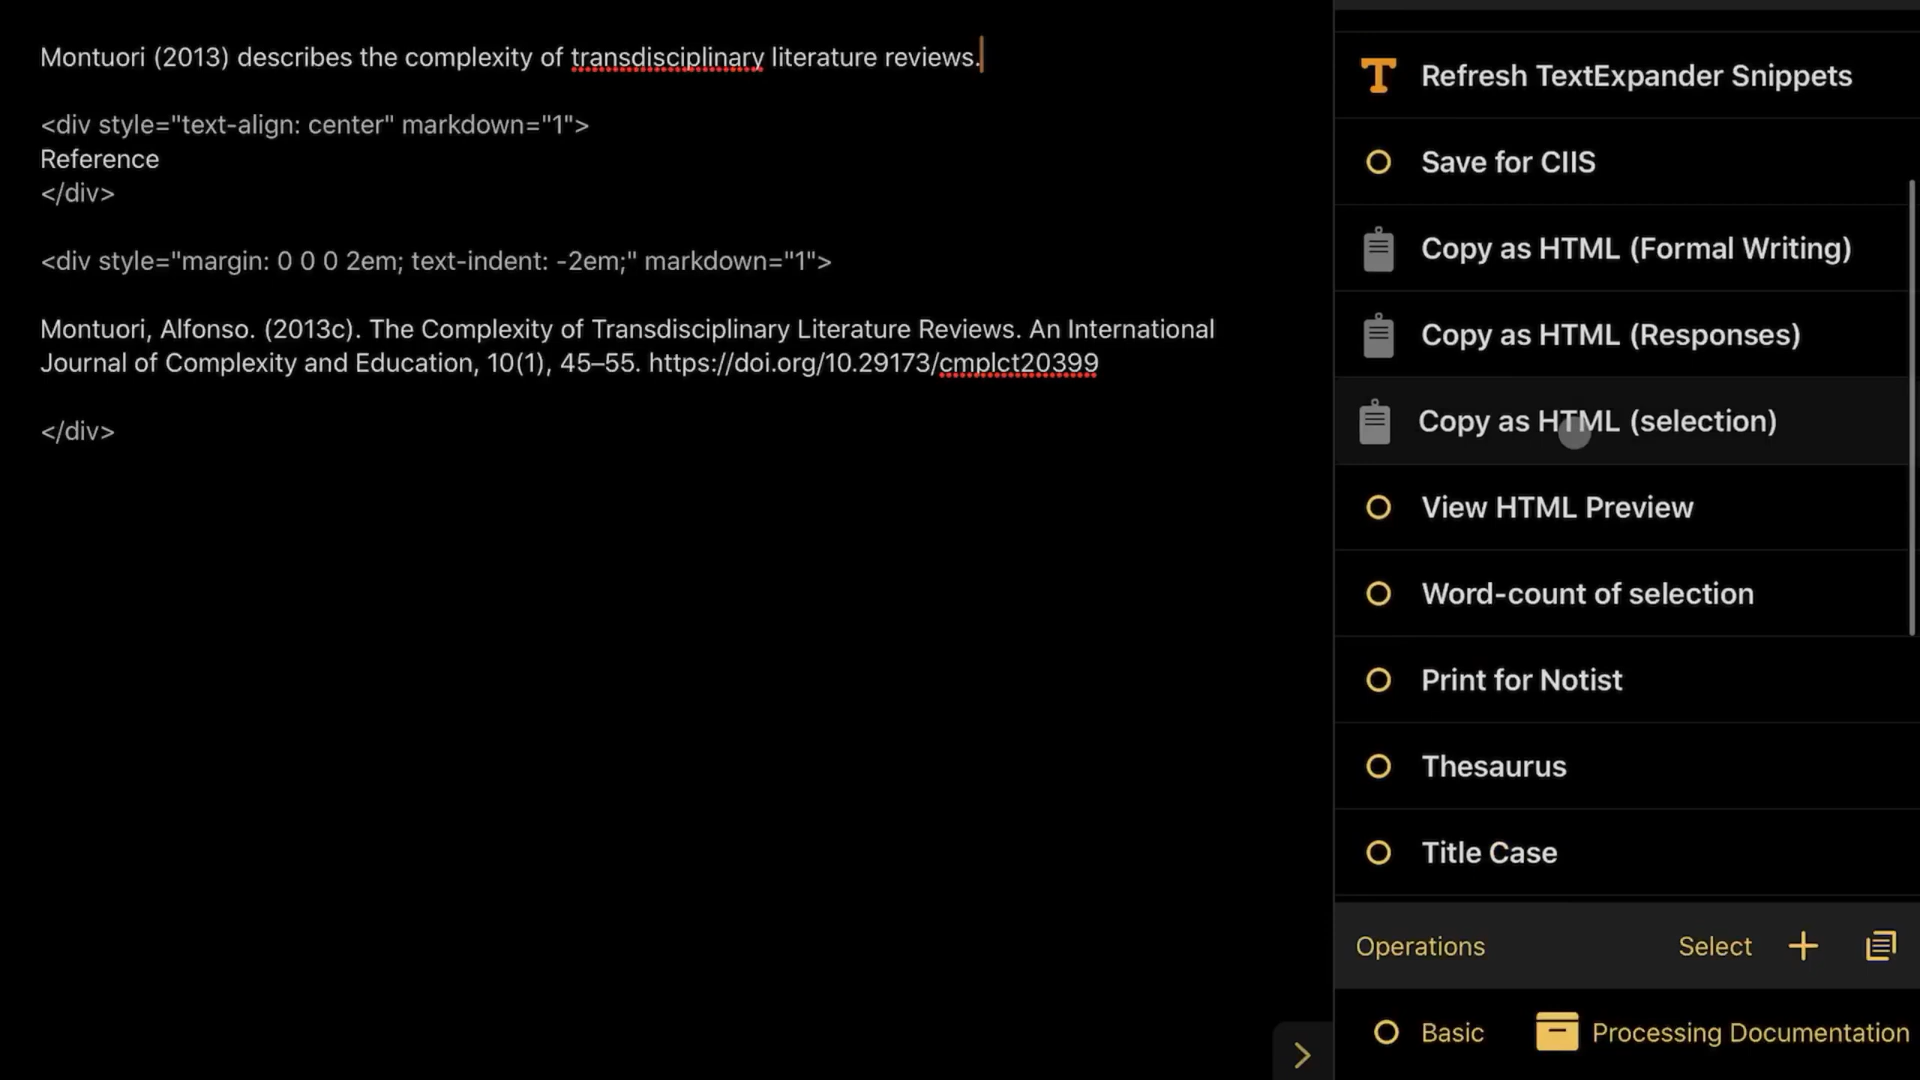 Montuori (2013) describes the complexity of transdisciplinary literature reviews.
<div style="text-align: center" markdown="1">
Reference
</div>
<div style="margin: 0 0 0 2em; text-indent: -2em;" markdown="1">
Montuori, Alfonso. (2013c). The Complexity of Transdisciplinary Literature Reviews. An International
Journal of Complexity and Education, 10(1), 45–55. https://doi.org/10.29173/cmplct20399
</div>
Refresh TextExpander Snippets
Save for CIIS
Copy as HTML (Formal Writing)
Copy as HTML (Responses)
Copy as HTML (selection)
View HTML Preview
Word-count of selection
Print for Notist
Thesaurus
Title Case
Operations Select
Basic Processing Documentation